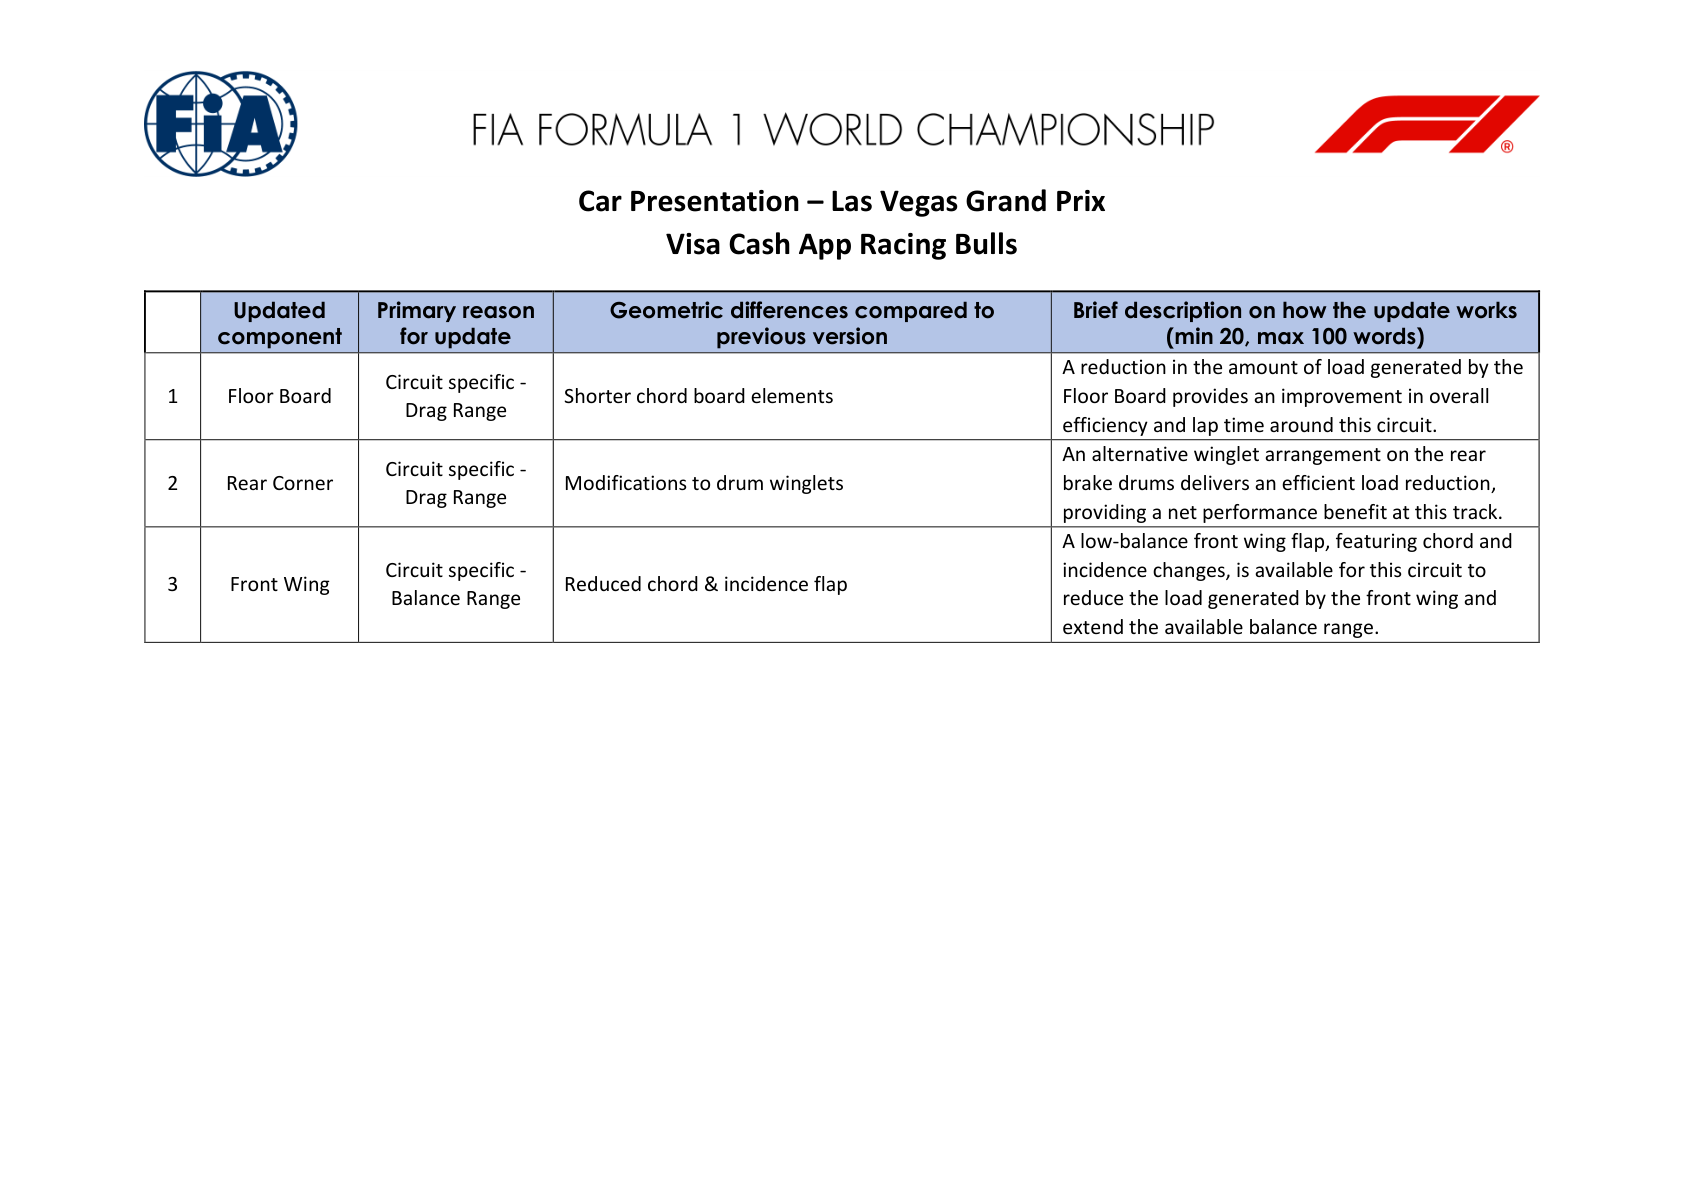 FiA
FIA FORMULA 1 WORLD CHAMPIONSHIP
F1®
Car Presentation – Las Vegas Grand Prix
Visa Cash App Racing Bulls
Updated
component
Primary reason
for update
Geometric differences compared to
previous version
Brief description on how the update works
(min 20, max 100 words)
1
Floor Board
Circuit specific -
Drag Range
Shorter chord board elements
A reduction in the amount of load generated by the
Floor Board provides an improvement in overall
efficiency and lap time around this circuit.
2
Rear Corner
Circuit specific -
Drag Range
Modifications to drum winglets
An alternative winglet arrangement on the rear
brake drums delivers an efficient load reduction,
providing a net performance benefit at this track.
3
Front Wing
Circuit specific -
Balance Range
Reduced chord & incidence flap
A low-balance front wing flap, featuring chord and
incidence changes, is available for this circuit to
reduce the load generated by the front wing and
extend the available balance range.